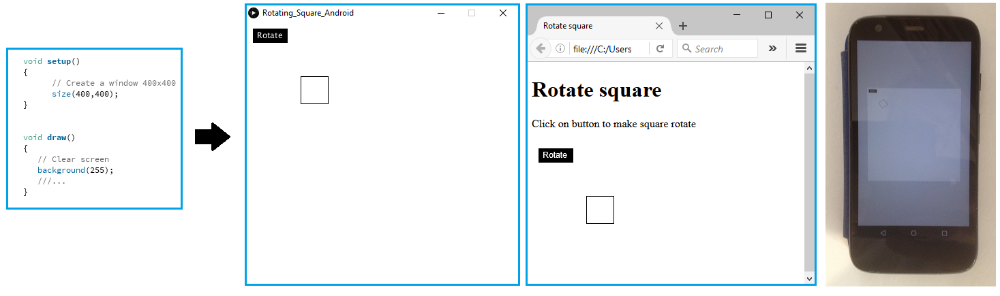 void setup()
{
// Create a window 400x400
size(400,400);
}
void draw()
{
// Clear screen
background(255);
///...
}
Rotating_Square_Android
Rotate
Rotate square
file:///C:/Users
Search
Rotate square
Click on button to make square rotate
Rotate